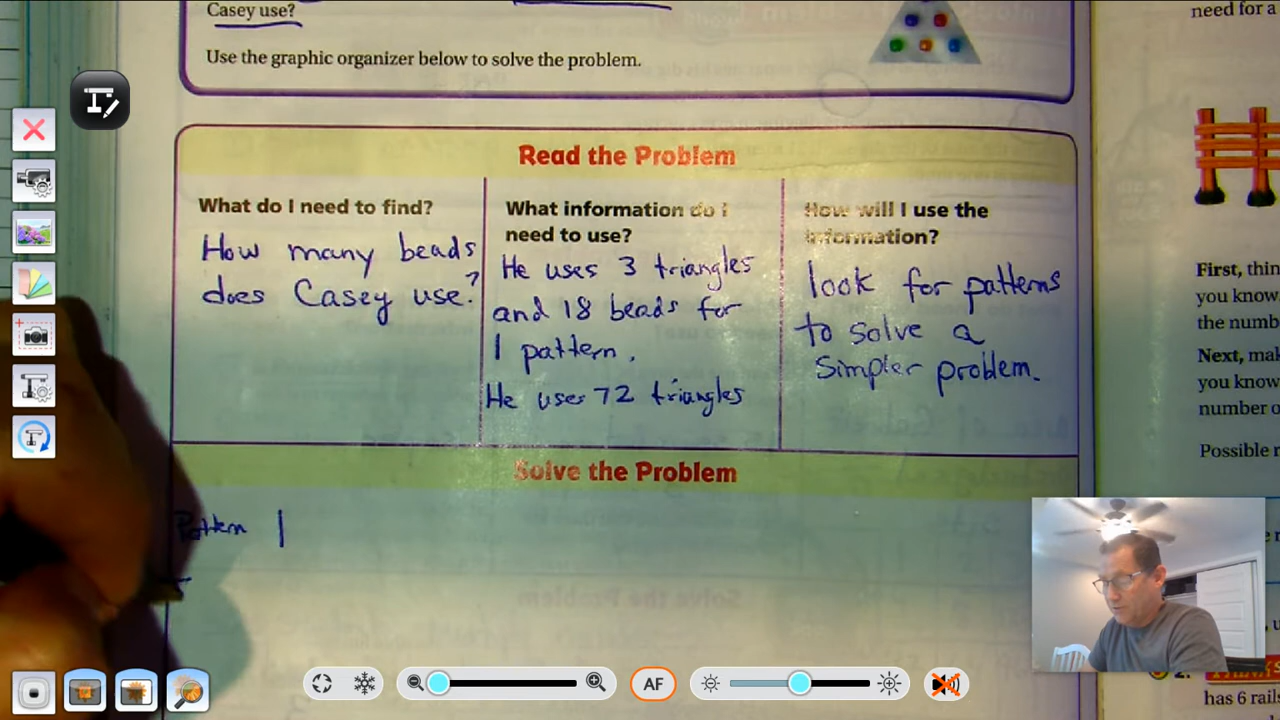 Casey use?
Use the graphic organizer below to solve the problem.
need for a
Read the Problem
What do I need to find?
How many beads
does Casey use?
What information do I
need to use?
He uses 3 triangles
and 18 beads for
1 pattern.
He uses 72 triangles
How will I use the
information?
look for patterns
to solve a
simpler problem.
Solve the Problem
Pattern 1
First, thin
you know
the numb
Next, mak
you know
number o
Possible r
has 6 rail
AF